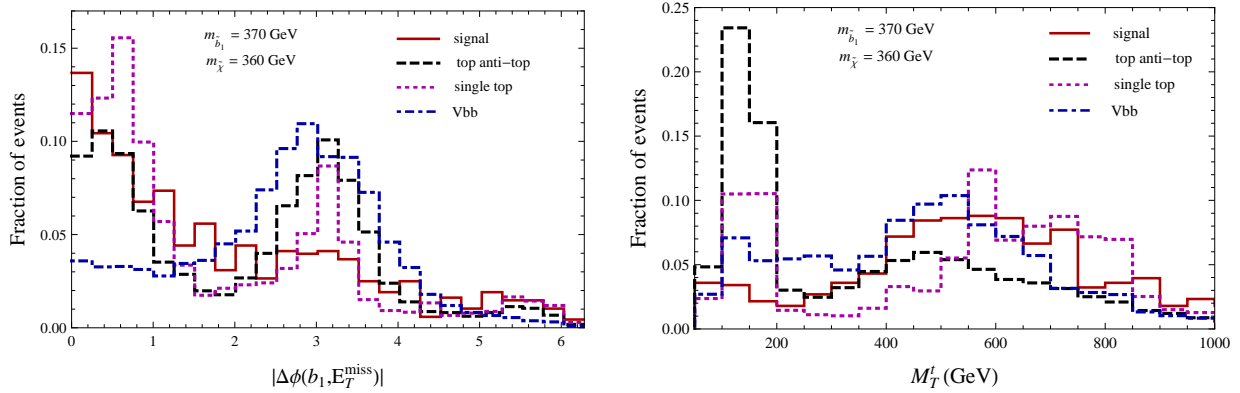 m_{b̃_1} = 370 GeV
m_{χ̃} = 360 GeV
signal
top anti-top
single top
Vbb
Fraction of events
0.15
0.10
0.05
0.00
0 1 2 3 4 5 6
|Δϕ(b_1,E_T^miss)|
m_{b̃_1} = 370 GeV
m_{χ̃} = 360 GeV
signal
top anti-top
single top
Vbb
Fraction of events
0.25
0.20
0.15
0.10
0.05
0.00
200 400 600 800 1000
M_T^t (GeV)